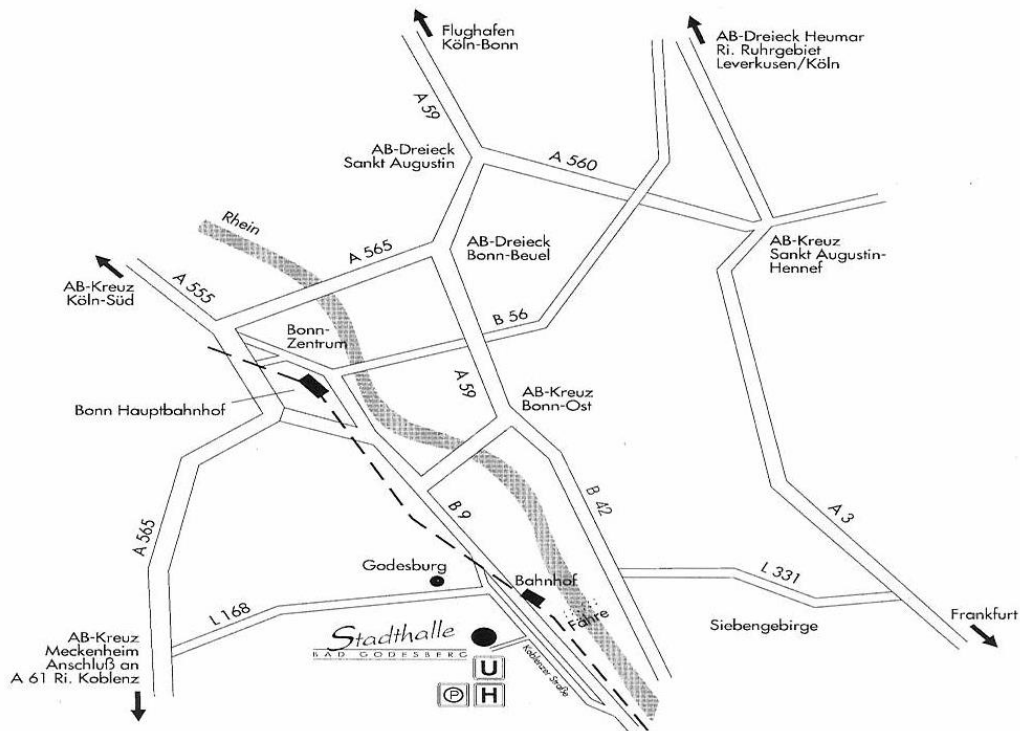 Flughafen
Köln-Bonn
AB-Dreieck Heumar
Ri. Ruhrgebiet
Leverkusen/Köln
A 59
AB-Dreieck
Sankt Augustin
A 560
Rhein
A 565
AB-Dreieck
Bonn-Beuel
AB-Kreuz
Sankt Augustin-
Hennef
AB-Kreuz
Köln-Süd
A 555
Bonn-
Zentrum
B 56
A 59
AB-Kreuz
Bonn-Ost
Bonn Hauptbahnhof
B 9
B 42
A 3
A 565
Godesburg
Bahnhof
L 331
Fähre
L 168
Siebengebirge
Frankfurt
AB-Kreuz
Meckenheim
Anschluß an
A 61 Ri. Koblenz
Stadthalle
BAD GODESBERG
Koblenzer Straße
U
P
H